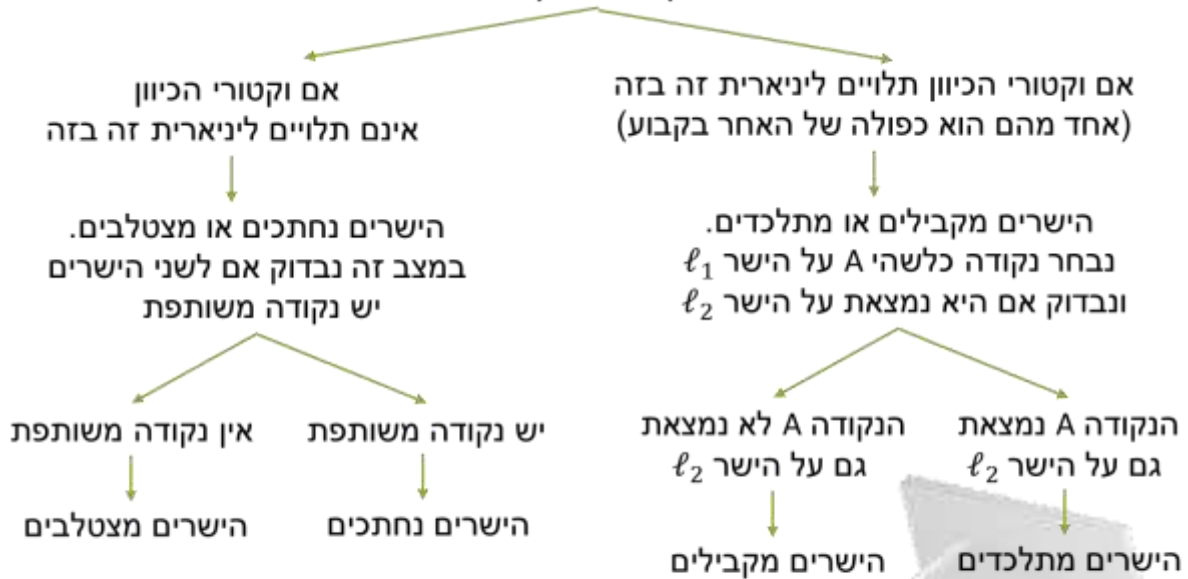 אם וקטורי הכיוון תלויים ליניארית זה בזה
(אחד מהם הוא כפולה של האחר בקבוע)
הישרים מקבילים או מתלכדים.
נבחר נקודה כלשהי A על הישר ℓ₁
ונבדוק אם היא נמצאת על הישר ℓ₂
הנקודה A נמצאת
גם על הישר ℓ₂
הישרים מתלכדים
הנקודה A לא נמצאת
גם על הישר ℓ₂
הישרים מקבילים
אם וקטורי הכיוון
אינם תלויים ליניארית זה בזה
הישרים נחתכים או מצטלבים.
במצב זה נבדוק אם לשני הישרים
יש נקודה משותפת
יש נקודה משותפת
הישרים נחתכים
אין נקודה משותפת
הישרים מצטלבים